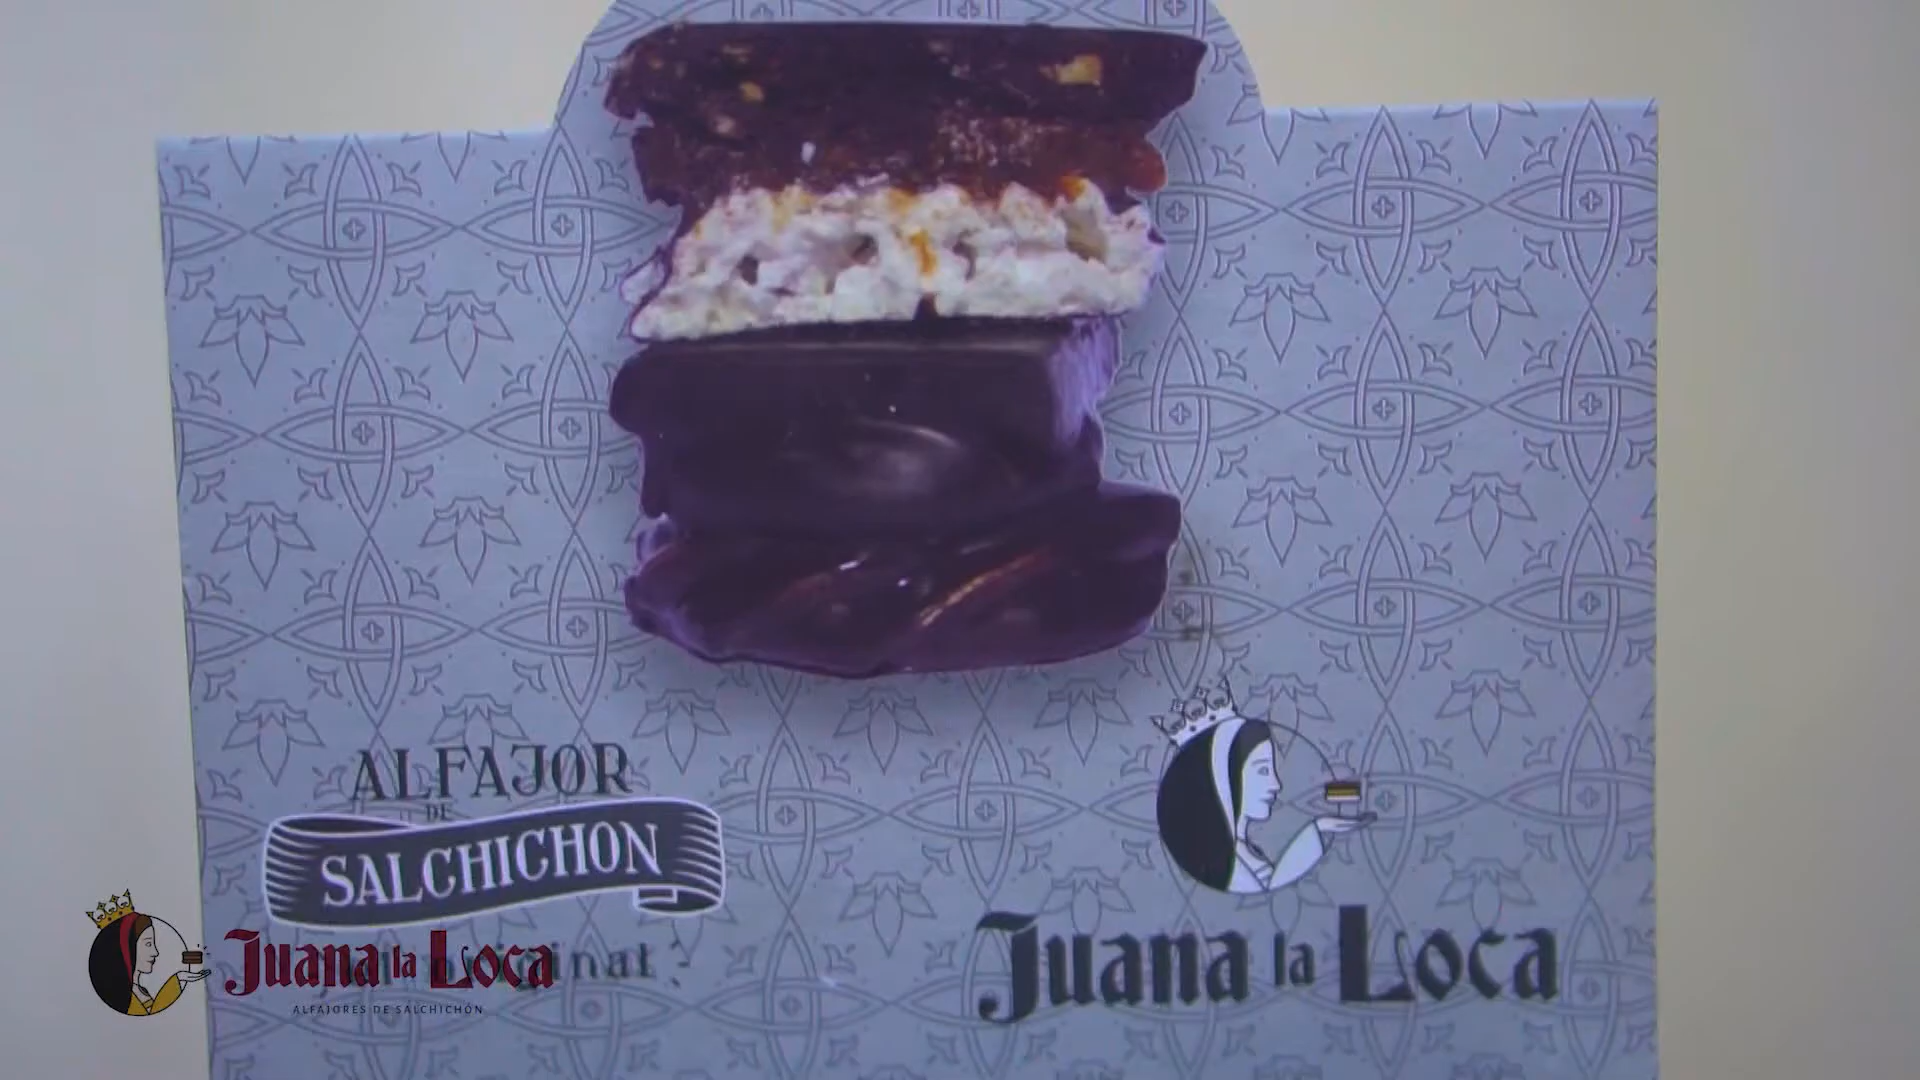 ALFAJOR
DE
SALCHICHON
Juana la Loca
Juana la Loca
ALFAJORES DE SALCHICHÓN